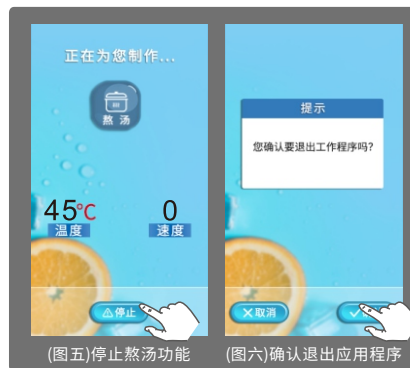 正在为您制作...
熬汤
45℃
温度
0
速度
停止
(图五)停止熬汤功能
提示
您确认要退出工作程序吗?
取消
(图六)确认退出应用程序